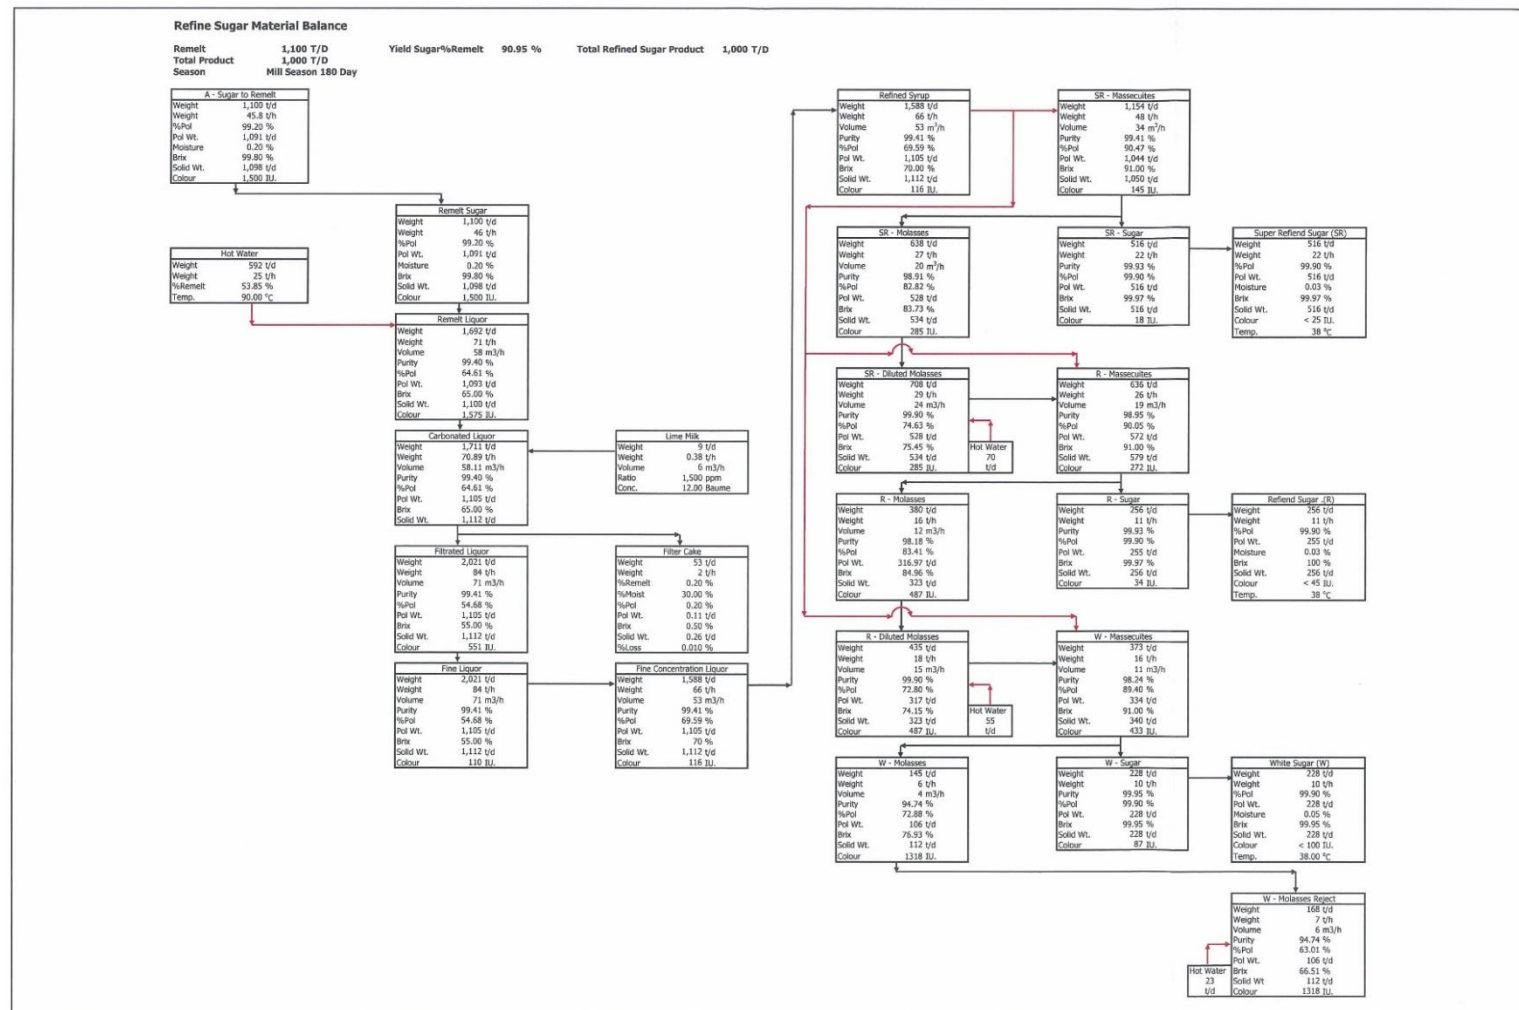 Refine Sugar Material Balance
Remelt 1,100 T/D Yield Sugar%Remelt 90.95 % Total Refined Sugar Product 1,000 T/D
Total Product 1,000 T/D
Season Mill Season 180 Day
A - Sugar to Remelt
Weight 1,100 t/d
Weight 45.8 t/h
%Pol 99.20 %
Pol Wt. 1,091 t/d
Moisture 0.20 %
Brix 99.80 %
Solid Wt. 1,098 t/d
Colour 1,500 IU.
Remelt Sugar
Weight 1,100 t/d
Weight 46 t/h
%Pol 99.20 %
Pol Wt. 1,091 t/d
Moisture 0.20 %
Brix 99.80 %
Solid Wt. 1,098 t/d
Colour 1,500 IU.
Hot Water
Weight 592 t/d
Weight 25 t/h
%Remelt 53.85 %
Temp. 90.00 °C
Remelt Liquor
Weight 1,692 t/d
Weight 71 t/h
Volume 58 m3/h
Purity 99.40 %
%Pol 64.61 %
Pol Wt. 1,093 t/d
Brix 65.00 %
Solid Wt. 1,100 t/d
Colour 1,575 IU.
Carbonated Liquor
Weight 1,711 t/d
Weight 70.89 t/h
Volume 58.11 m3/h
Purity 99.40 %
%Pol 64.61 %
Pol Wt. 1,105 t/d
Brix 65.00 %
Solid Wt. 1,112 t/d
Lime Milk
Weight 9 t/d
Weight 0.38 t/h
Volume 6 m3/h
Ratio 1,500 ppm
Conc. 12.00 Baume
Filtrated Liquor
Weight 2,021 t/d
Weight 84 t/h
Volume 71 m3/h
Purity 99.41 %
%Pol 54.68 %
Pol Wt. 1,105 t/d
Brix 55.00 %
Solid Wt. 1,112 t/d
Colour 551 IU.
Filter Cake
Weight 53 t/d
Weight 2 t/h
%Remelt 0.20 %
%Moist 30.00 %
%Pol 0.20 %
Pol Wt. 0.11 t/d
Brix 0.50 %
Solid Wt. 0.26 t/d
%Loss 0.010 %
Fine Liquor
Weight 2,021 t/d
Weight 84 t/h
Volume 71 m3/h
Purity 99.41 %
%Pol 54.68 %
Pol Wt. 1,105 t/d
Brix 55.00 %
Solid Wt. 1,112 t/d
Colour 110 IU.
Fine Concentration Liquor
Weight 1,588 t/d
Weight 66 t/h
Volume 53 m3/h
Purity 99.41 %
%Pol 69.59 %
Pol Wt. 1,105 t/d
Brix 70 %
Solid Wt. 1,112 t/d
Colour 116 IU.
Refined Syrup
Weight 1,588 t/d
Weight 66 t/h
Volume 53 m³/h
Purity 99.41 %
%Pol 69.59 %
Pol Wt. 1,105 t/d
Brix 70.00 %
Solid Wt. 1,112 t/d
Colour 116 IU.
SR - Massecuites
Weight 1,154 t/d
Weight 48 t/h
Volume 34 m³/h
Purity 99.41 %
%Pol 90.47 %
Pol Wt. 1,044 t/d
Brix 91.00 %
Solid Wt. 1,050 t/d
Colour 145 IU.
SR - Molasses
Weight 638 t/d
Weight 27 t/h
Volume 20 m³/h
Purity 98.91 %
%Pol 82.82 %
Pol Wt. 528 t/d
Brix 83.73 %
Solid Wt. 534 t/d
Colour 285 IU.
SR - Sugar
Weight 516 t/d
Weight 22 t/h
Purity 99.93 %
%Pol 99.90 %
Pol Wt. 516 t/d
Brix 99.97 %
Solid Wt. 516 t/d
Colour 18 IU.
Super Refiend Sugar (SR)
Weight 516 t/d
Weight 22 t/h
%Pol 99.90 %
Pol Wt. 516 t/d
Moisture 0.03 %
Brix 99.97 %
Solid Wt. 516 t/d
Colour < 25 IU.
Temp. 38 °C
SR - Diluted Molasses
Weight 708 t/d
Weight 29 t/h
Volume 24 m3/h
Purity 99.90 %
%Pol 74.63 %
Pol Wt. 528 t/d
Brix 75.45 %
Solid Wt. 534 t/d
Colour 285 IU.
Hot Water
70
t/d
R - Massecuites
Weight 636 t/d
Weight 26 t/h
Volume 19 m3/h
Purity 98.95 %
%Pol 90.05 %
Pol Wt. 572 t/d
Brix 91.00 %
Solid Wt. 579 t/d
Colour 272 IU.
R - Molasses
Weight 380 t/d
Weight 16 t/h
Volume 12 m3/h
Purity 98.18 %
%Pol 83.41 %
Pol Wt. 316.97 t/d
Brix 84.96 %
Solid Wt. 323 t/d
Colour 487 IU.
R - Sugar
Weight 256 t/d
Weight 11 t/h
Purity 99.93 %
%Pol 99.90 %
Pol Wt. 255 t/d
Brix 99.97 %
Solid Wt. 256 t/d
Colour 34 IU.
Refiend Sugar .(R)
Weight 256 t/d
Weight 11 t/h
%Pol 99.90 %
Pol Wt. 255 t/d
Moisture 0.03 %
Brix 100 %
Solid Wt. 256 t/d
Colour < 45 IU.
Temp. 38 °C
R - Diluted Molasses
Weight 435 t/d
Weight 18 t/h
Volume 15 m3/h
Purity 99.90 %
%Pol 72.80 %
Pol Wt. 317 t/d
Brix 74.15 %
Solid Wt. 323 t/d
Colour 487 IU.
Hot Water
55
t/d
W - Massecuites
Weight 373 t/d
Weight 16 t/h
Volume 11 m3/h
Purity 98.24 %
%Pol 89.40 %
Pol Wt. 334 t/d
Brix 91.00 %
Solid Wt. 340 t/d
Colour 433 IU.
W - Molasses
Weight 145 t/d
Weight 6 t/h
Volume 4 m3/h
Purity 94.74 %
%Pol 72.88 %
Pol Wt. 106 t/d
Brix 76.93 %
Solid Wt. 112 t/d
Colour 1318 IU.
W - Sugar
Weight 228 t/d
Weight 10 t/h
Purity 99.95 %
%Pol 99.90 %
Pol Wt. 228 t/d
Brix 99.95 %
Solid Wt. 228 t/d
Colour 87 IU.
White Sugar (W)
Weight 228 t/d
Weight 10 t/h
%Pol 99.90 %
Pol Wt. 228 t/d
Moisture 0.05 %
Brix 99.95 %
Solid Wt. 228 t/d
Colour < 100 IU.
Temp. 38.00 °C
W - Molasses Reject
Weight 168 t/d
Weight 7 t/h
Volume 6 m3/h
Purity 94.74 %
%Pol 63.01 %
Pol Wt. 106 t/d
Brix 66.51 %
Solid Wt 112 t/d
Colour 1318 IU.
Hot Water
23
t/d